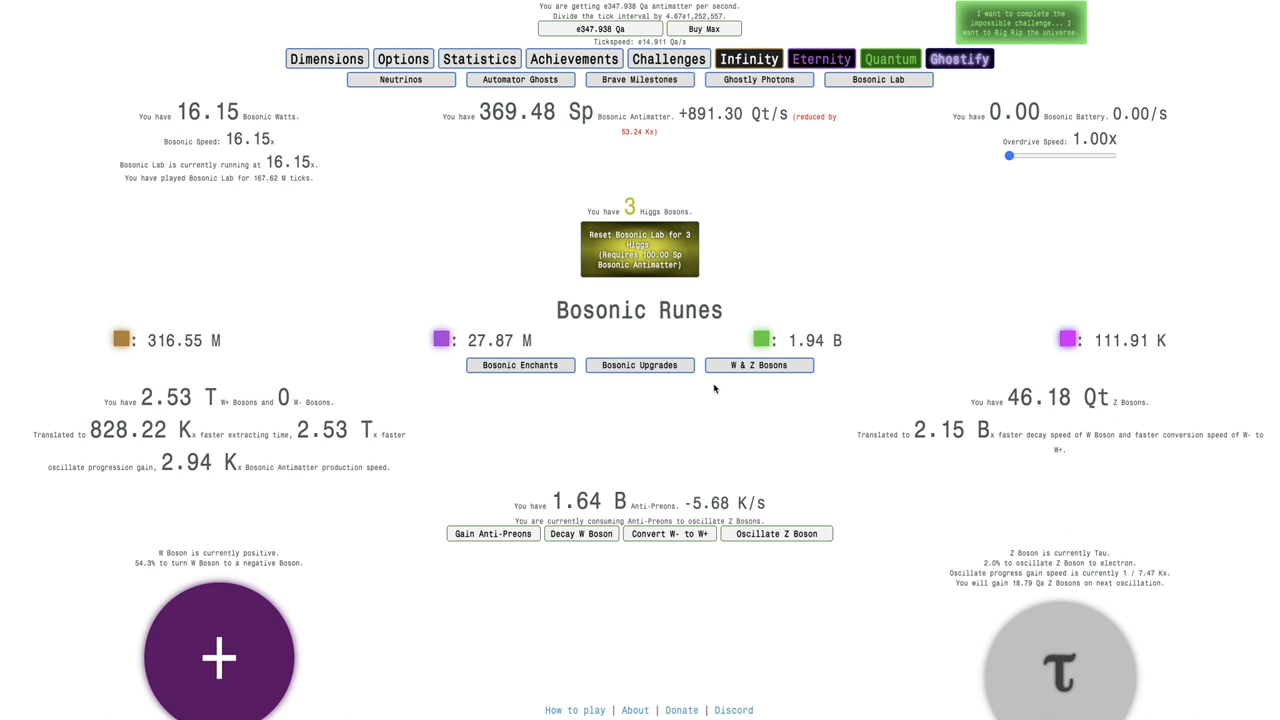 You are getting e347.938 Qa antimatter per second.
Divide the tick interval by 4.67e1,252,557.
e347.938 Qa
Buy Max
Tickspeed: e14.911 Qa/s
I want to complete the
impossible challenge... I
want to Big Rip the universe.
Dimensions
Options
Statistics
Achievements
Challenges
Infinity
Eternity
Quantum
Ghostify
Neutrinos
Automator Ghosts
Brave Milestones
Ghostly Photons
Bosonic Lab
You have 16.15 Bosonic Watts.
Bosonic Speed: 16.15x
Bosonic Lab is currently running at 16.15x.
You have played Bosonic Lab for 167.62 M ticks.
You have 369.48 Sp Bosonic Antimatter. +891.30 Qt/s (reduced by
53.24 Kx)
You have 0.00 Bosonic Battery. 0.00/s
Overdrive Speed: 1.00x
You have 3 Higgs Bosons.
Reset Bosonic Lab for 3
Higgs.
(Requires 100.00 Sp
Bosonic Antimatter)
Bosonic Runes
: 316.55 M
: 27.87 M
: 1.94 B
: 111.91 K
Bosonic Enchants
Bosonic Upgrades
W & Z Bosons
You have 2.53 T W+ Bosons and 0 W- Bosons.
Translated to 828.22 Kx faster extracting time, 2.53 Tx faster
oscillate progression gain, 2.94 Kx Bosonic Antimatter production speed.
You have 46.18 Qt Z Bosons.
Translated to 2.15 Bx faster decay speed of W Boson and faster conversion speed of W- to
W+.
You have 1.64 B Anti-Preons. -5.68 K/s
You are currently consuming Anti-Preons to oscillate Z Bosons.
Gain Anti-Preons
Decay W Boson
Convert W- to W+
Oscillate Z Boson
W Boson is currently positive.
54.3% to turn W Boson to a negative Boson.
+
Z Boson is currently Tau.
2.0% to oscillate Z Boson to electron.
Oscillate progress gain speed is currently 1 / 7.47 Kx.
You will gain 18.79 Qa Z Bosons on next oscillation.
τ
How to play | About | Donate | Discord